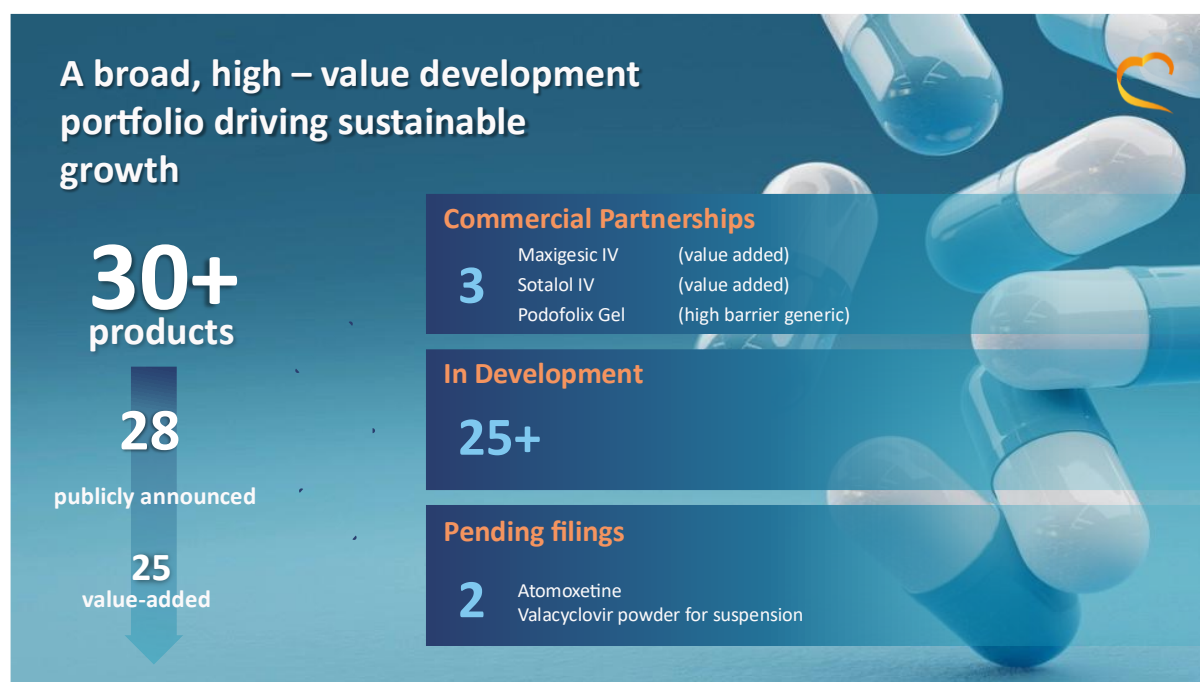 A broad, high – value development
portfolio driving sustainable
growth
30+
products
28
publicly announced
25
value-added
Commercial Partnerships
3
Maxigesic IV (value added)
Sotalol IV (value added)
Podofolix Gel (high barrier generic)
In Development
25+
Pending filings
2
Atomoxetine
Valacyclovir powder for suspension